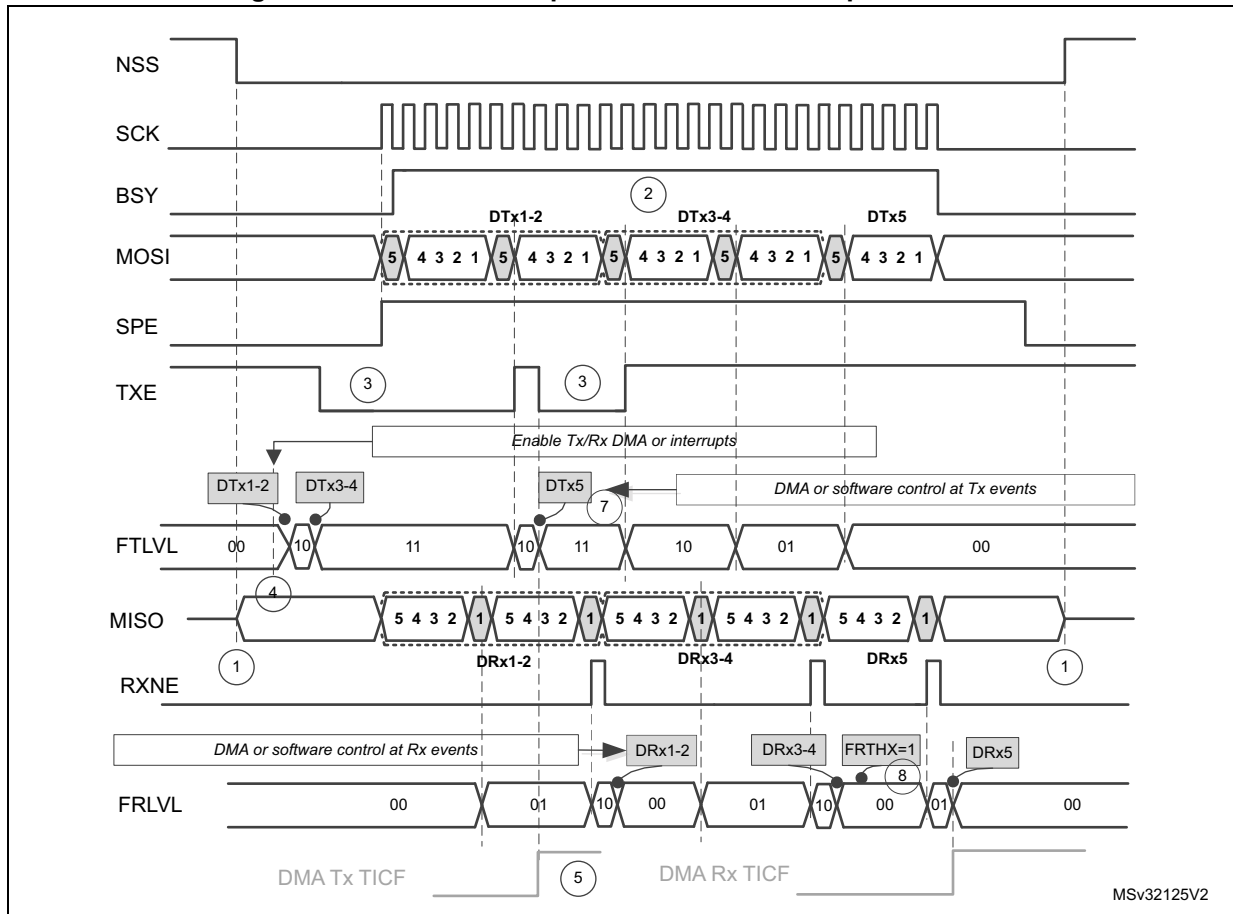 NSS
SCK
BSY
2
DTx1-2
DTx3-4
DTx5
MOSI
5 4 3 2 1 5 4 3 2 1 5 4 3 2 1 5 4 3 2 1 5 4 3 2 1
SPE
TXE
3
3
Enable Tx/Rx DMA or interrupts
DTx1-2
DTx3-4
DTx5
DMA or software control at Tx events
7
FTLVL
00 10 11 10 11 10 01 00
4
MISO
5 4 3 2 1 5 4 3 2 1 5 4 3 2 1 5 4 3 2 1 5 4 3 2 1
1
DRx1-2
DRx3-4
DRx5
1
RXNE
DMA or software control at Rx events
DRx1-2
DRx3-4
FRTHX=1
DRx5
8
FRLVL
00 01 10 00 01 10 00 01 00
DMA Tx TICF
5
DMA Rx TICF
MSv32125V2